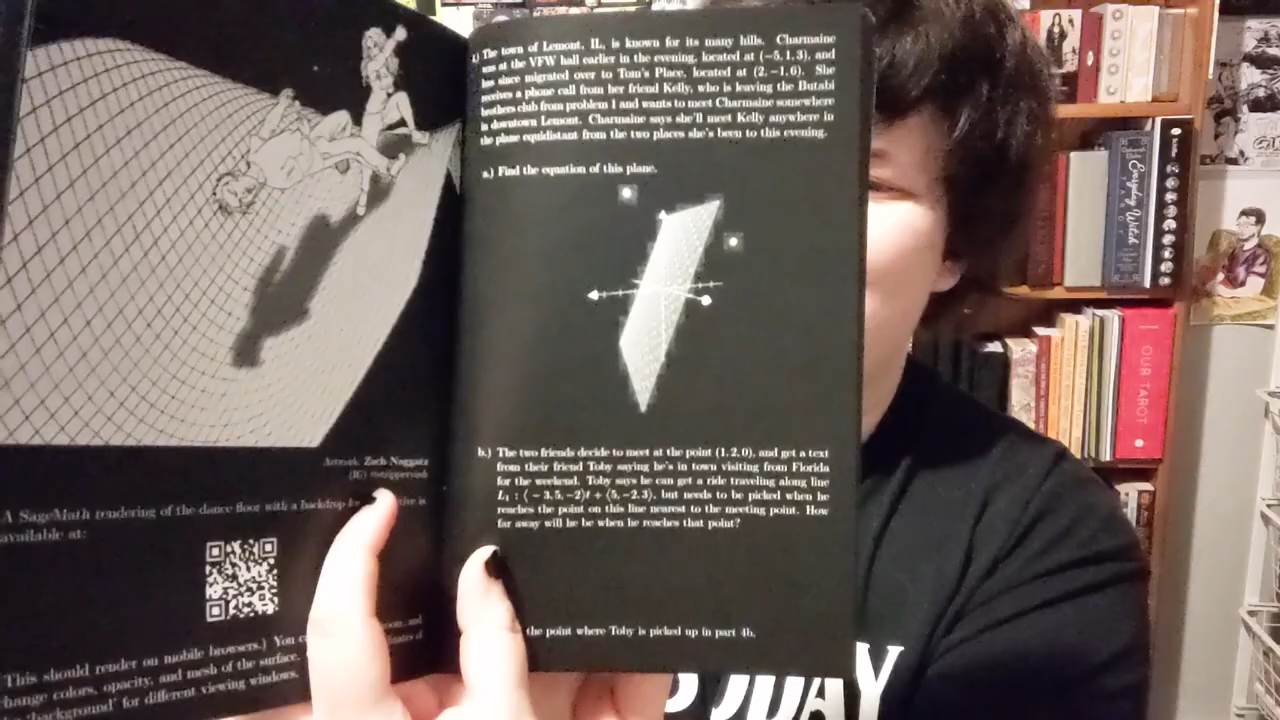 The town of Lemont, IL, is known for its many hills. Charmaine
was at the VFW hall earlier in the evening, located at (−5, 1, 3), and
has since migrated over to Tom's Place, located at (2, −1, 6). She
receives a phone call from her friend Kelly, who is leaving the Butabi
brothers club from problem 1 and wants to meet Charmaine somewhere
in downtown Lemont. Charmaine says she'll meet Kelly anywhere in
the plane equidistant from the two places she's been to this evening.
a.) Find the equation of this plane.
b.) The two friends decide to meet at the point (1, 2, 0), and get a text
from their friend Toby saying he's in town visiting from Florida
for the weekend. Toby says he can get a ride traveling along line
L₁ : ⟨−3, 5, −2⟩t + ⟨5, −2, 3⟩, but needs to be picked when he
reaches the point on this line nearest to the meeting point. How
far away will he be when he reaches that point?
the point where Toby is picked up in part 4b.
Artwork: Zach Noggatz
A SageMath rendering of the dance floor with a backdrop
available at:
This should render on mobile browsers.) You
change colors, opacity, and mesh of the surface.
'background' for different viewing windows.
Everyday Witch
TAROT
OUR TAROT
DAY